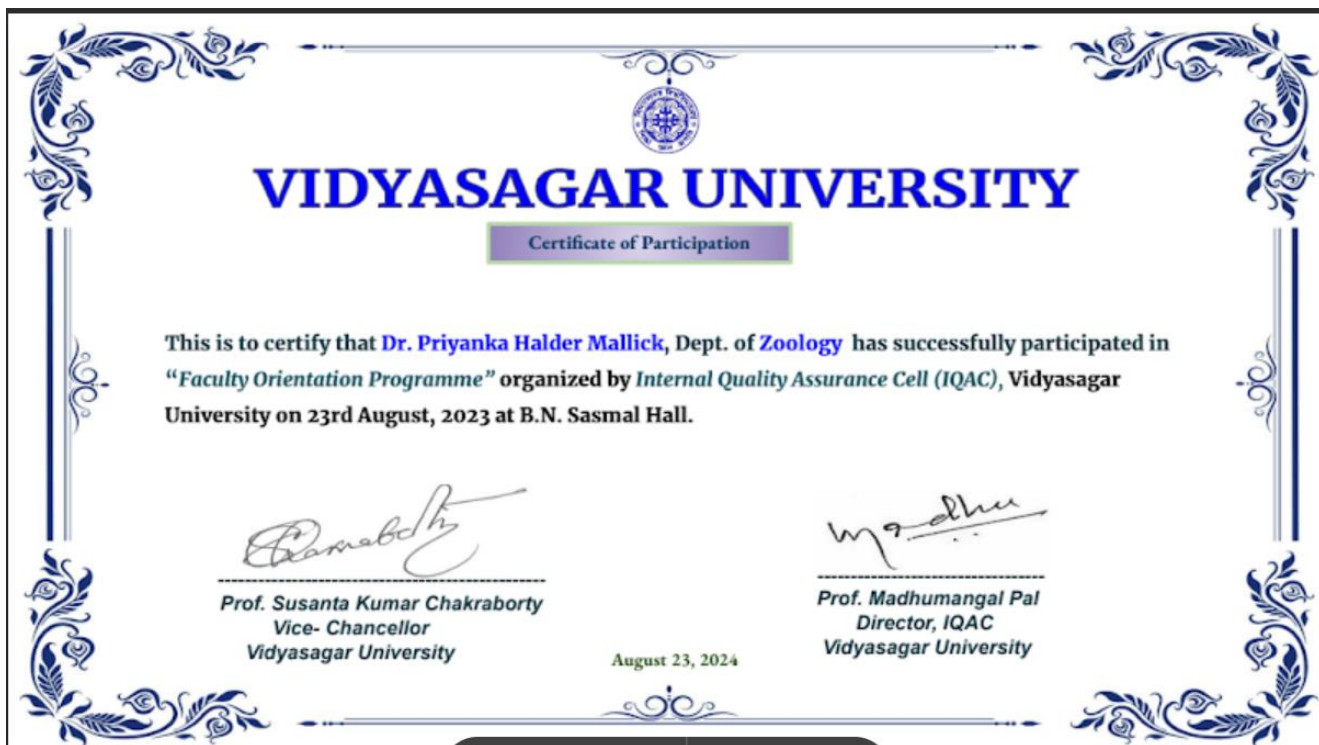 VIDYASAGAR UNIVERSITY
Certificate of Participation
This is to certify that Dr. Priyanka Halder Mallick, Dept. of Zoology has successfully participated in
“Faculty Orientation Programme” organized by Internal Quality Assurance Cell (IQAC), Vidyasagar
University on 23rd August, 2023 at B.N. Sasmal Hall.
Prof. Susanta Kumar Chakraborty
Vice- Chancellor
Vidyasagar University
August 23, 2024
Prof. Madhumangal Pal
Director, IQAC
Vidyasagar University